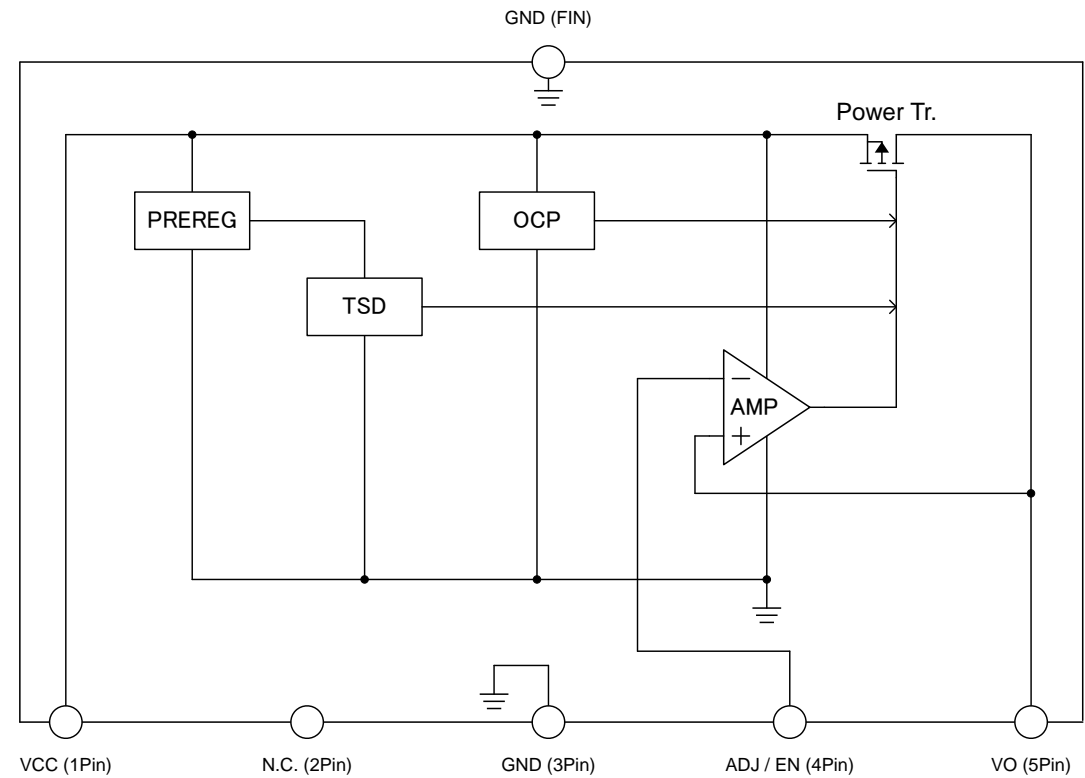 GND (FIN)
Power Tr.
PREREG
OCP
TSD
−
AMP
+
VCC (1Pin)
N.C. (2Pin)
GND (3Pin)
ADJ / EN (4Pin)
VO (5Pin)